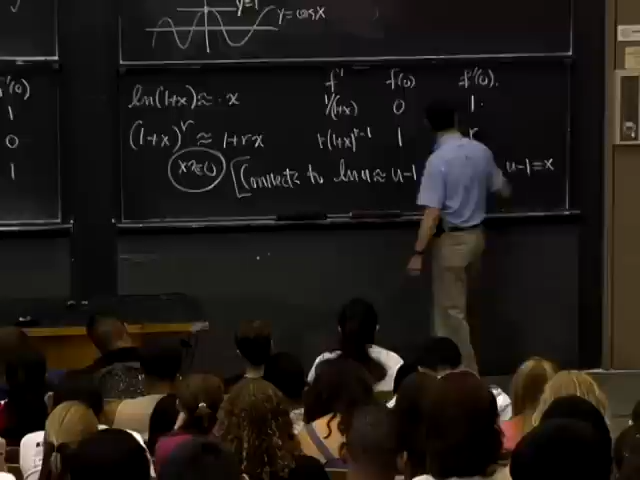 y=1
y=cos x
f'(0)
1
0
1
f' f(0) f'(0).
ln(1+x) ≈ x 1/(1+x) 0 1
(1+x)^r ≈ 1+rx r(1+x)^{r-1} 1 r
x≈0 [Connects to ln u ≈ u-1 u-1=x